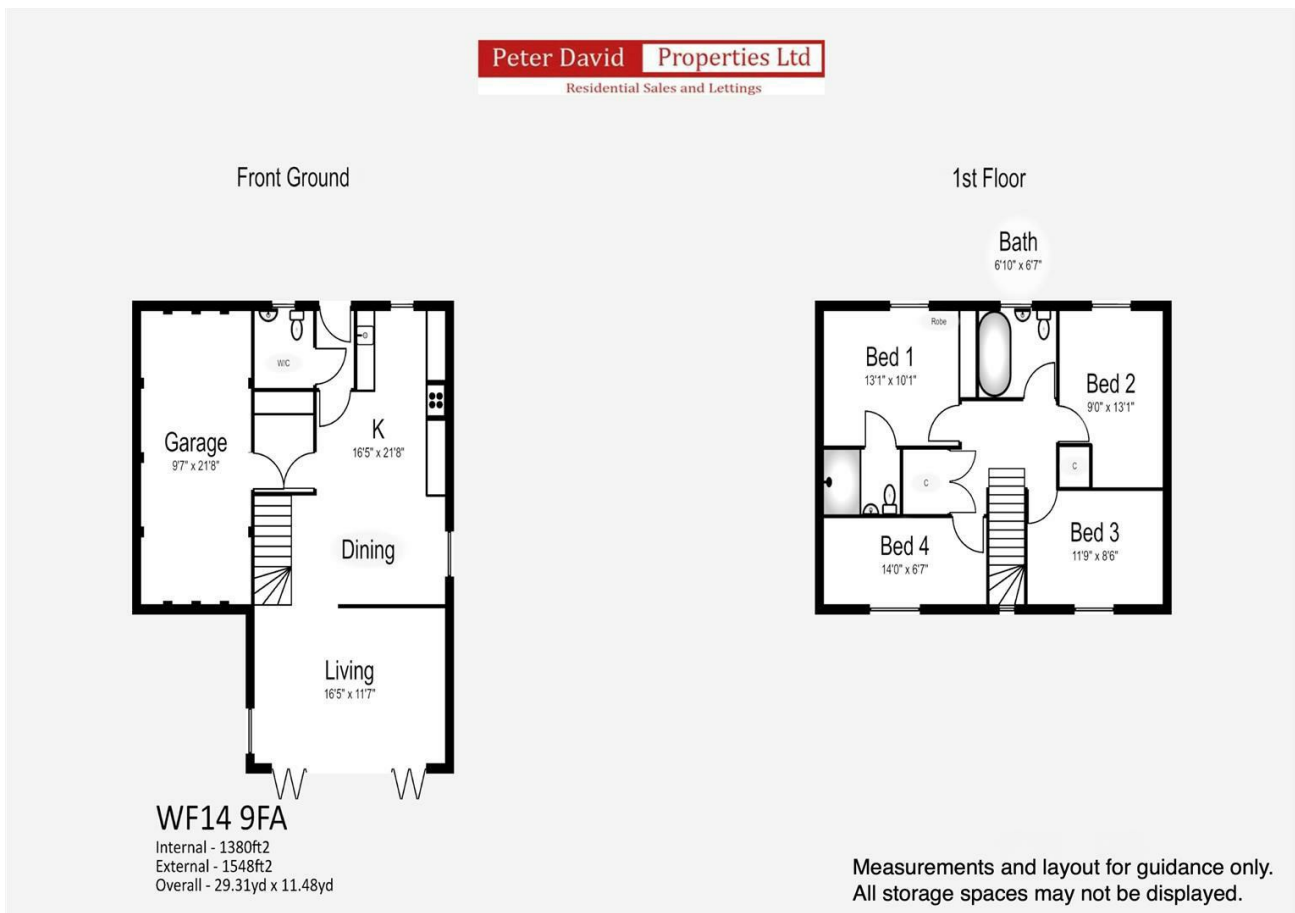 Peter David Properties Ltd
Residential Sales and Lettings
Front Ground
W/C
Garage
9'7" x 21'8"
K
16'5" x 21'8"
Dining
Living
16'5" x 11'7"
WF14 9FA
Internal - 1380ft2
External - 1548ft2
Overall - 29.31yd x 11.48yd
1st Floor
Bath
6'10" x 6'7"
Robe
Bed 1
13'1" x 10'1"
Bed 2
9'0" x 13'1"
C
C
Bed 4
14'0" x 6'7"
Bed 3
11'9" x 8'6"
Measurements and layout for guidance only.
All storage spaces may not be displayed.